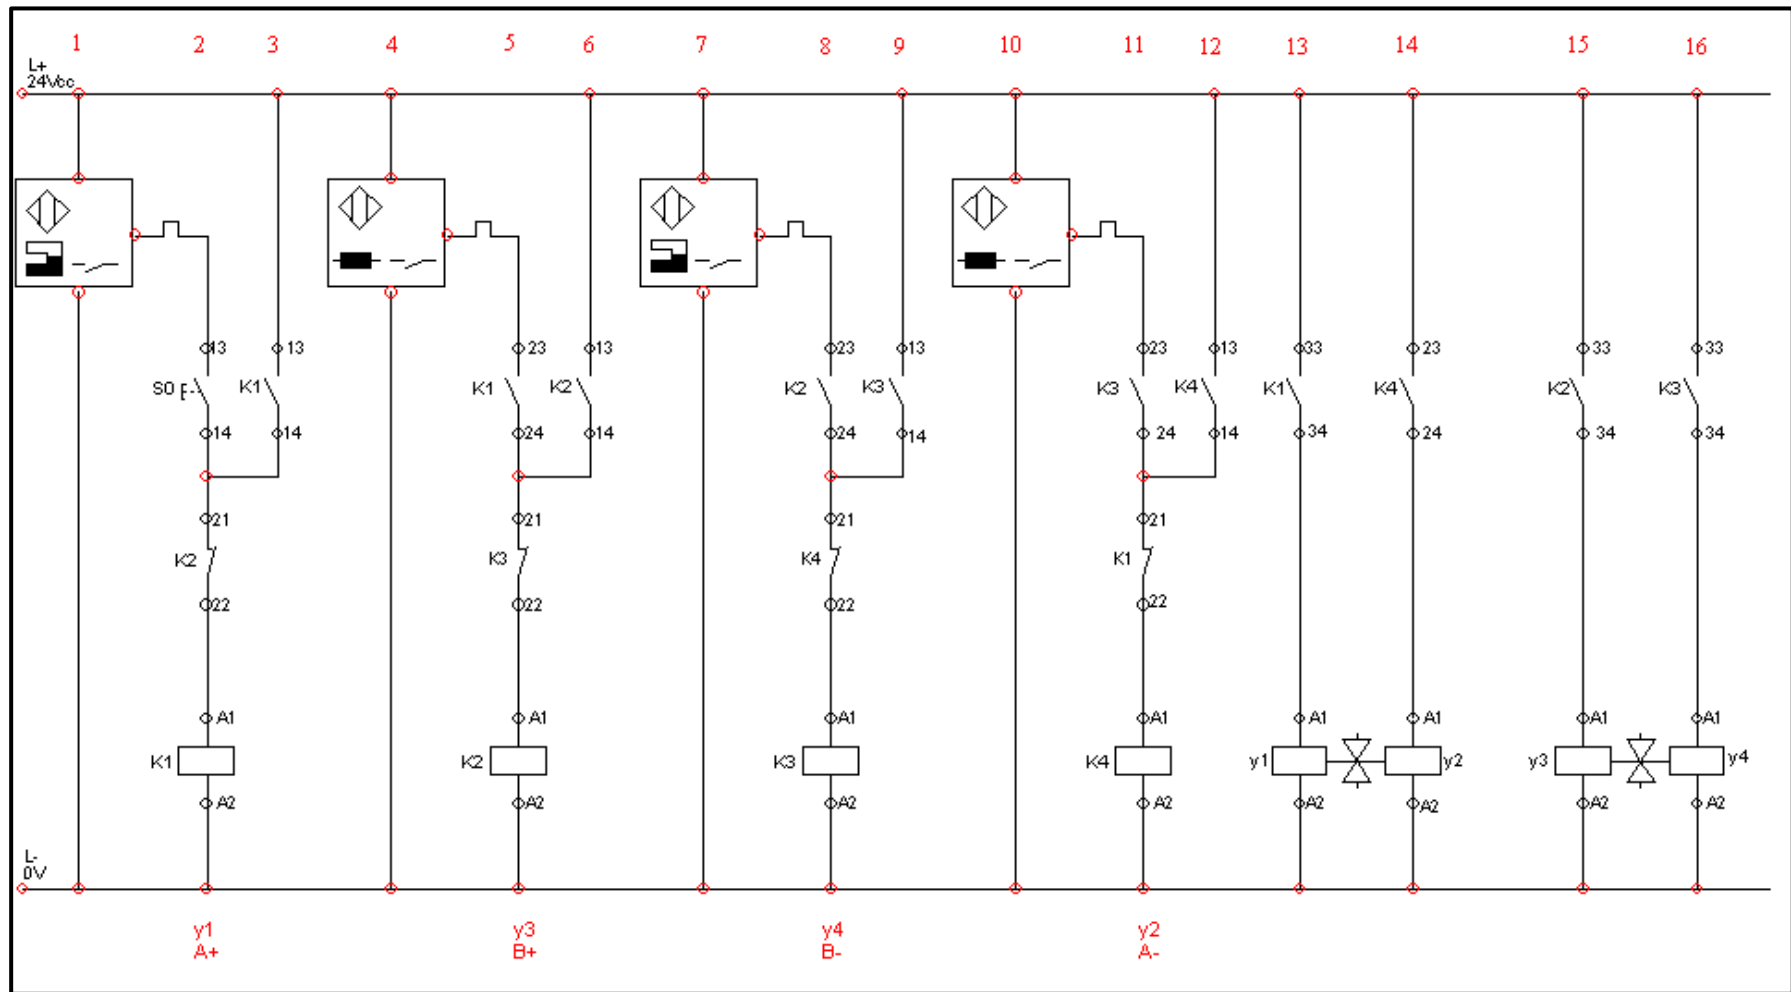 1 2 3 4 5 6 7 8 9 10 11 12 13 14 15 16
L+
24Vcc
13 13 23 13 23 13 23 13 33 23 33 33
S0 K1 K1 K2 K2 K3 K3 K4 K1 K4 K2 K3
14 14 24 14 24 14 24 14 34 24 34 34
21 21 21 21
K2 K3 K4 K1
22 22 22 22
A1 A1 A1 A1 A1 A1 A1 A1
K1 K2 K3 K4 y1 y2 y3 y4
A2 A2 A2 A2 A2 A2 A2 A2
L-
0V
y1 y3 y4 y2
A+ B+ B- A-